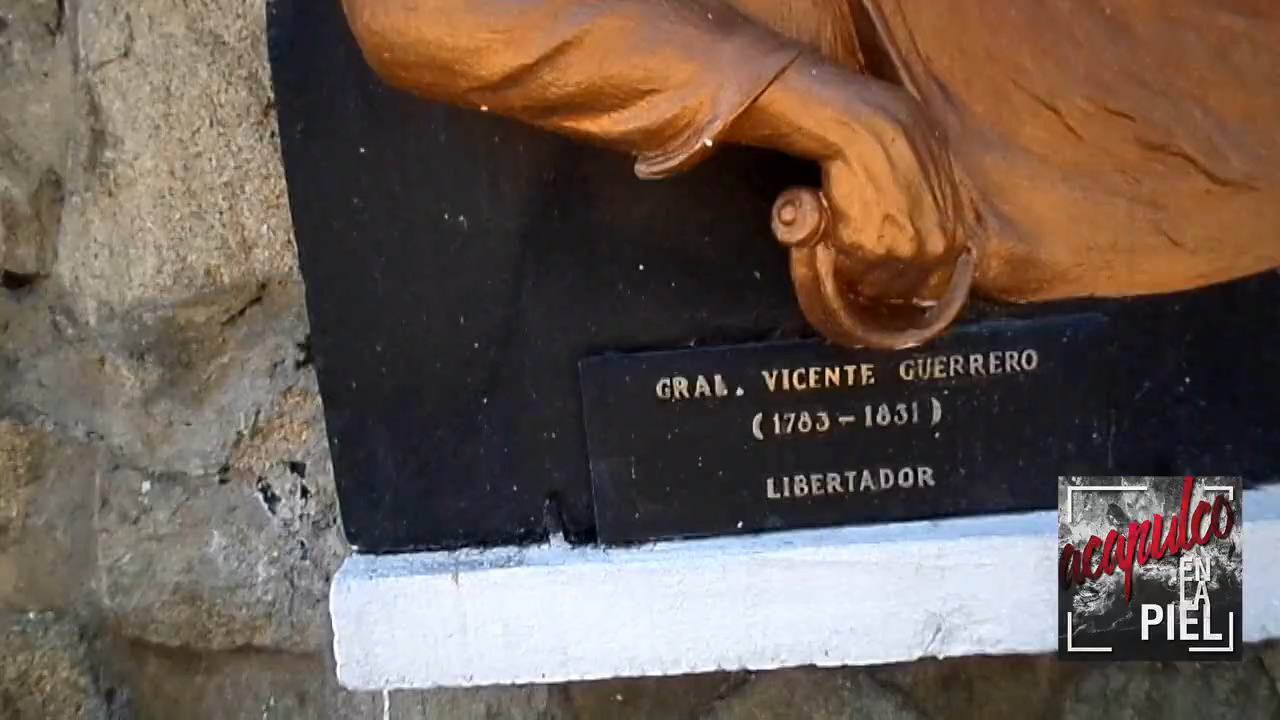 GRAL. VICENTE GUERRERO
(1783-1831)
LIBERTADOR
acapulco
EN
LA
PIEL